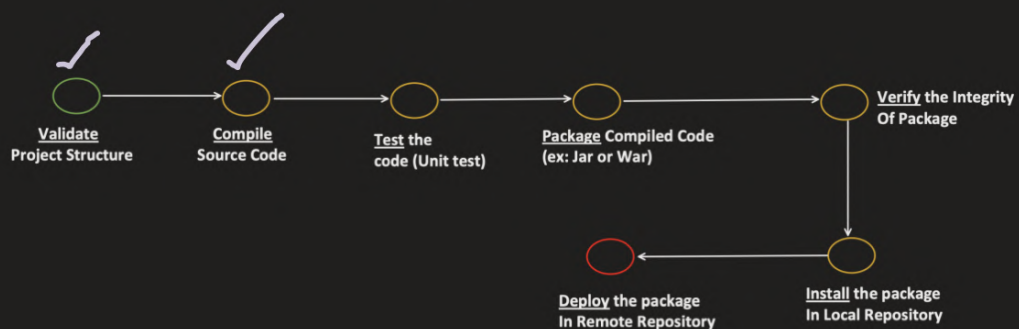 Validate
Project Structure
Compile
Source Code
Test the
code (Unit test)
Package Compiled Code
(ex: Jar or War)
Verify the Integrity
Of Package
Install the package
In Local Repository
Deploy the package
In Remote Repository